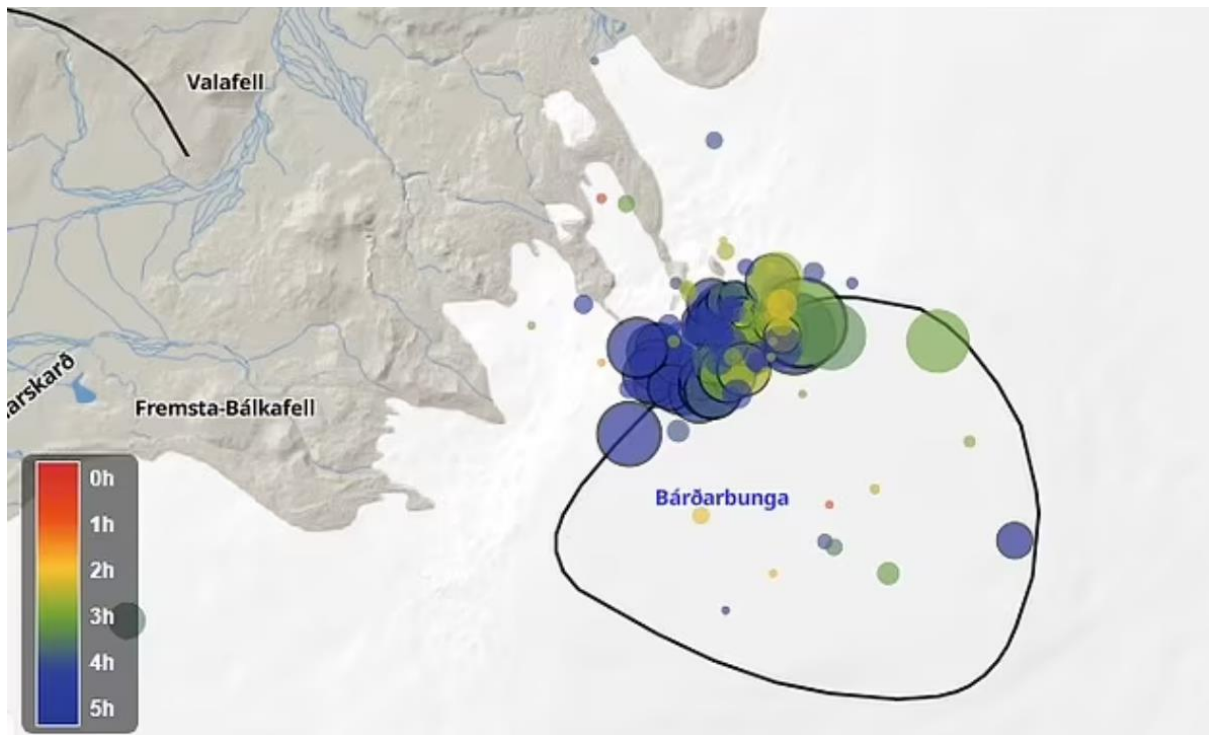 Valafell
arskarð
Fremsta-Bálkafell
Bárðarbunga
0h
1h
2h
3h
4h
5h